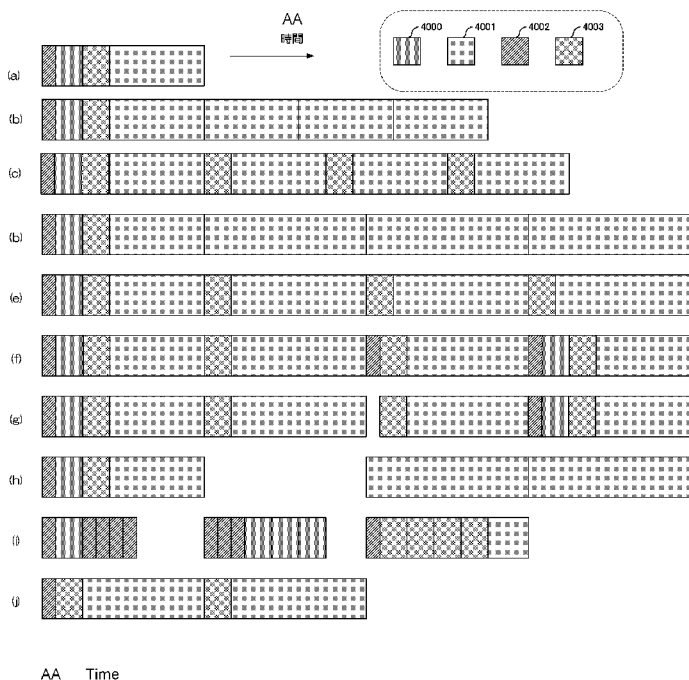 AA
時間
4000 4001 4002 4003
(a)
(b)
(c)
(b)
(e)
(f)
(g)
(h)
(i)
(j)
AA Time